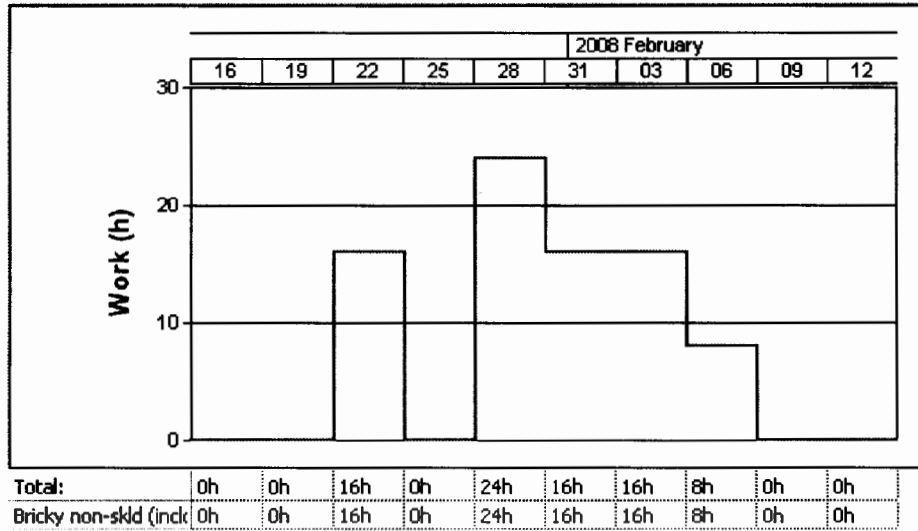 2008 February
16 19 22 25 28 31 03 06 09 12
30
20
10
0
Work (h)
Total: 0h 0h 16h 0h 24h 16h 16h 8h 0h 0h
Bricky non-skid (incl 0h 0h 16h 0h 24h 16h 16h 8h 0h 0h